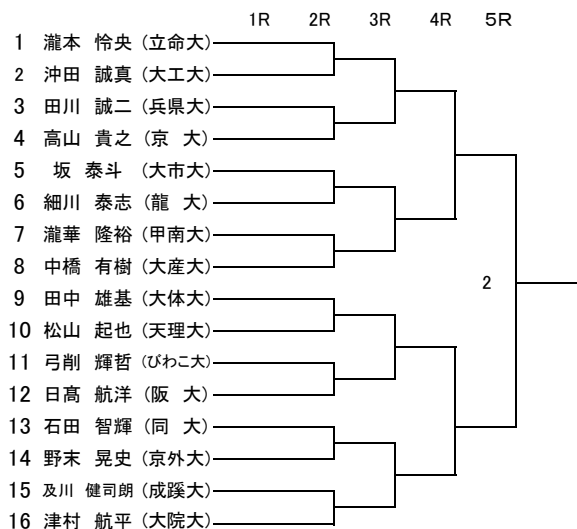 1R 2R 3R 4R 5R
1 瀧本 怜央 (立命大)
2 沖田 誠真 (大工大)
3 田川 誠二 (兵県大)
4 高山 貴之 (京 大)
5 坂 泰斗 (大市大)
6 細川 泰志 (龍 大)
7 瀧華 隆裕 (甲南大)
8 中橋 有樹 (大産大)
2
9 田中 雄基 (大体大)
10 松山 起也 (天理大)
11 弓削 輝哲 (びわこ大)
12 日髙 航洋 (阪 大)
13 石田 智輝 (同 大)
14 野末 晃史 (京外大)
15 及川 健司朗 (成蹊大)
16 津村 航平 (大院大)